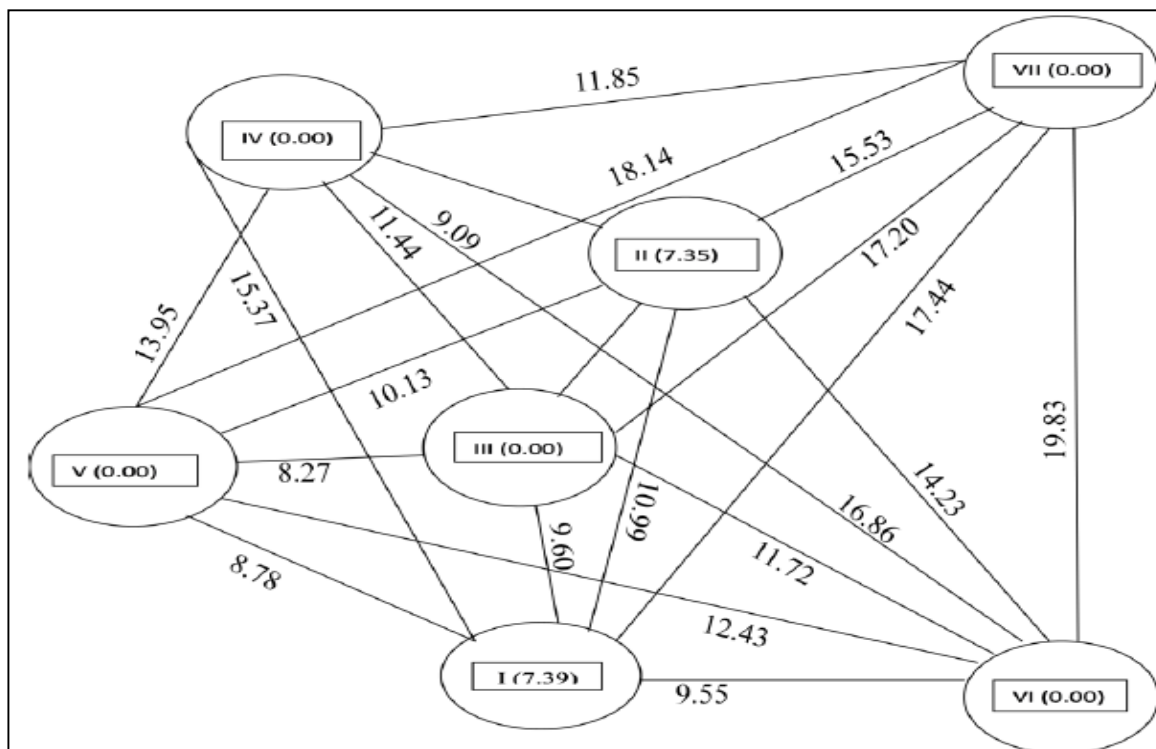 VII (0.00)
11.85
IV (0.00)
15.53
18.14
9.09
11.44
17.20
II (7.35)
15.37
17.44
13.95
10.13
19.83
III (0.00)
V (0.00)
8.27
14.23
10.99
16.86
9.60
11.72
8.78
12.43
I (7.39)
9.55
VI (0.00)